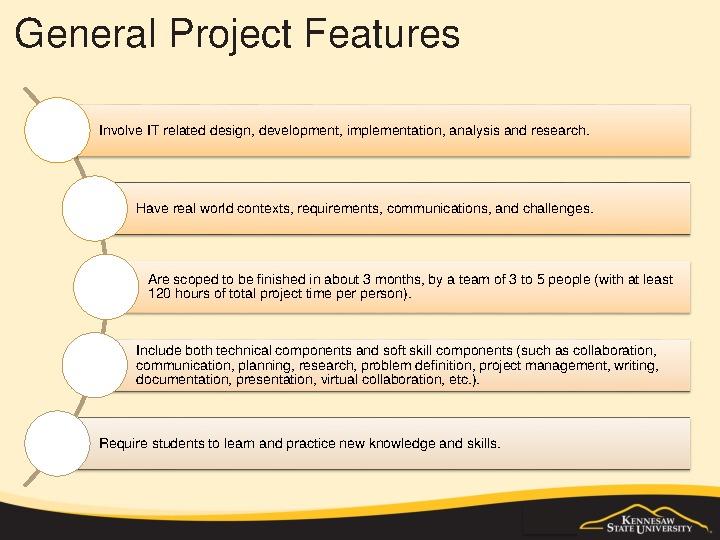 General Project Features
Involve IT related design, development, implementation, analysis and research.
Have real world contexts, requirements, communications, and challenges.
Are scoped to be finished in about 3 months, by a team of 3 to 5 people (with at least
120 hours of total project time per person).
Include both technical components and soft skill components (such as collaboration,
communication, planning, research, problem definition, project management, writing,
documentation, presentation, virtual collaboration, etc.).
Require students to learn and practice new knowledge and skills.
KENNESAW
STATE UNIVERSITY